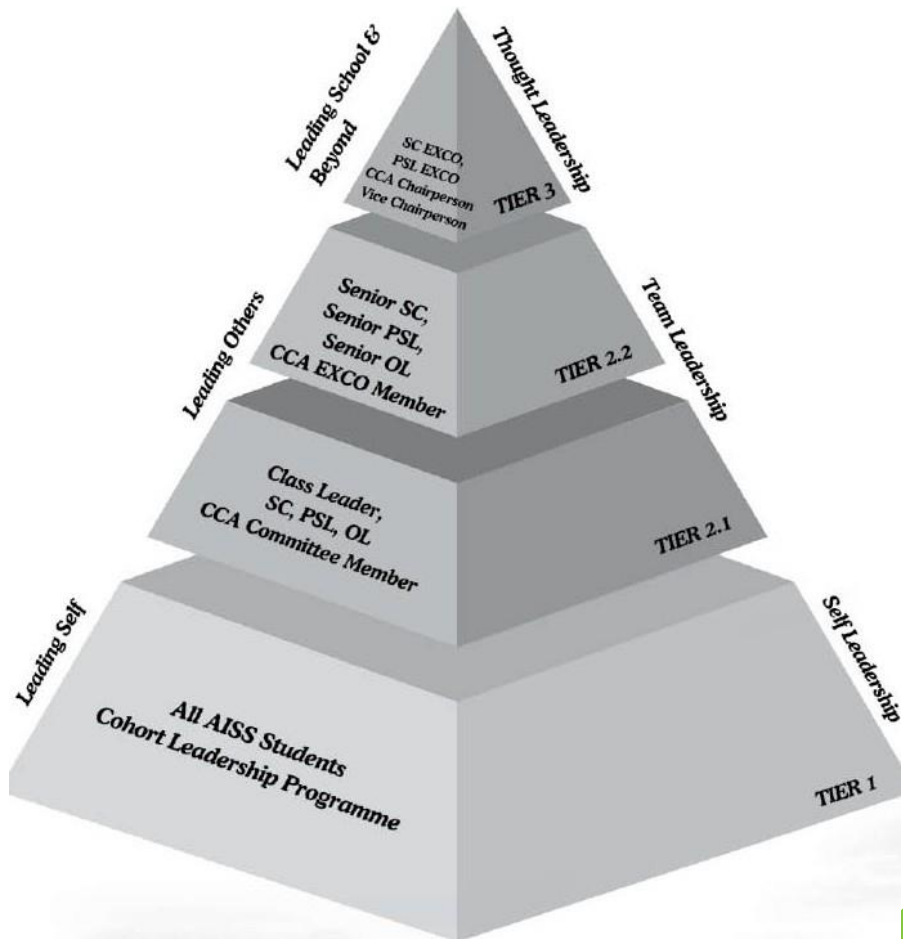 Leading School &
Beyond
Thought Leadership
SC EXCO,
PSL EXCO
CCA Chairperson
Vice Chairperson
TIER 3
Leading Others
Team Leadership
Senior SC,
Senior PSL,
Senior OL
CCA EXCO Member
TIER 2.2
Class Leader,
SC, PSL, OL
CCA Committee Member
TIER 2.1
Leading Self
Self Leadership
All AISS Students
Cohort Leadership Programme
TIER 1